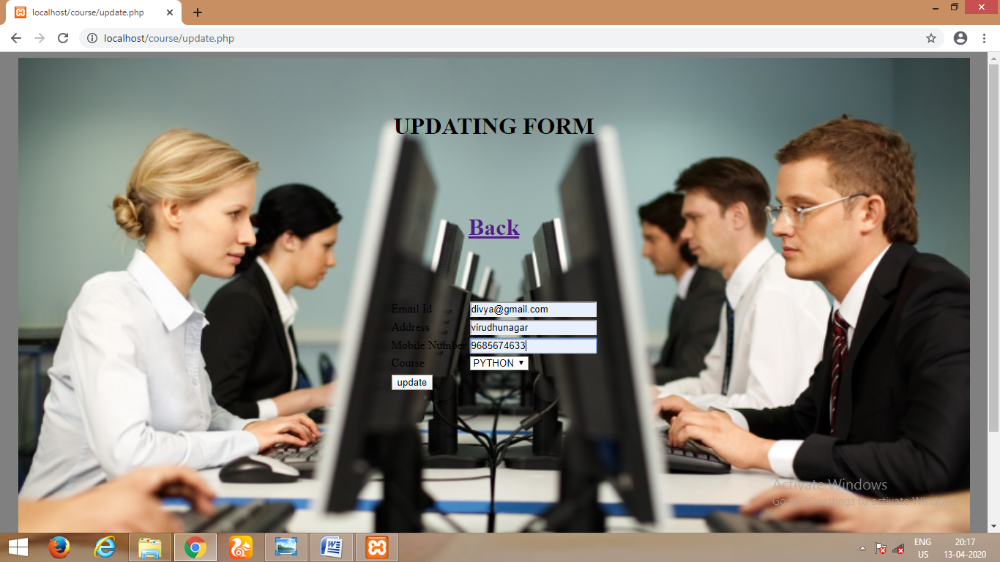 localhost/course/update.php
localhost/course/update.php
UPDATING FORM
Back
Email Id divya@gmail.com
Address virudhunagar
Mobile Number 9685674633
Course PYTHON
update
Activate Windows
Go to PC settings to activate Windows.
ENG 20:17
US 13-04-2020